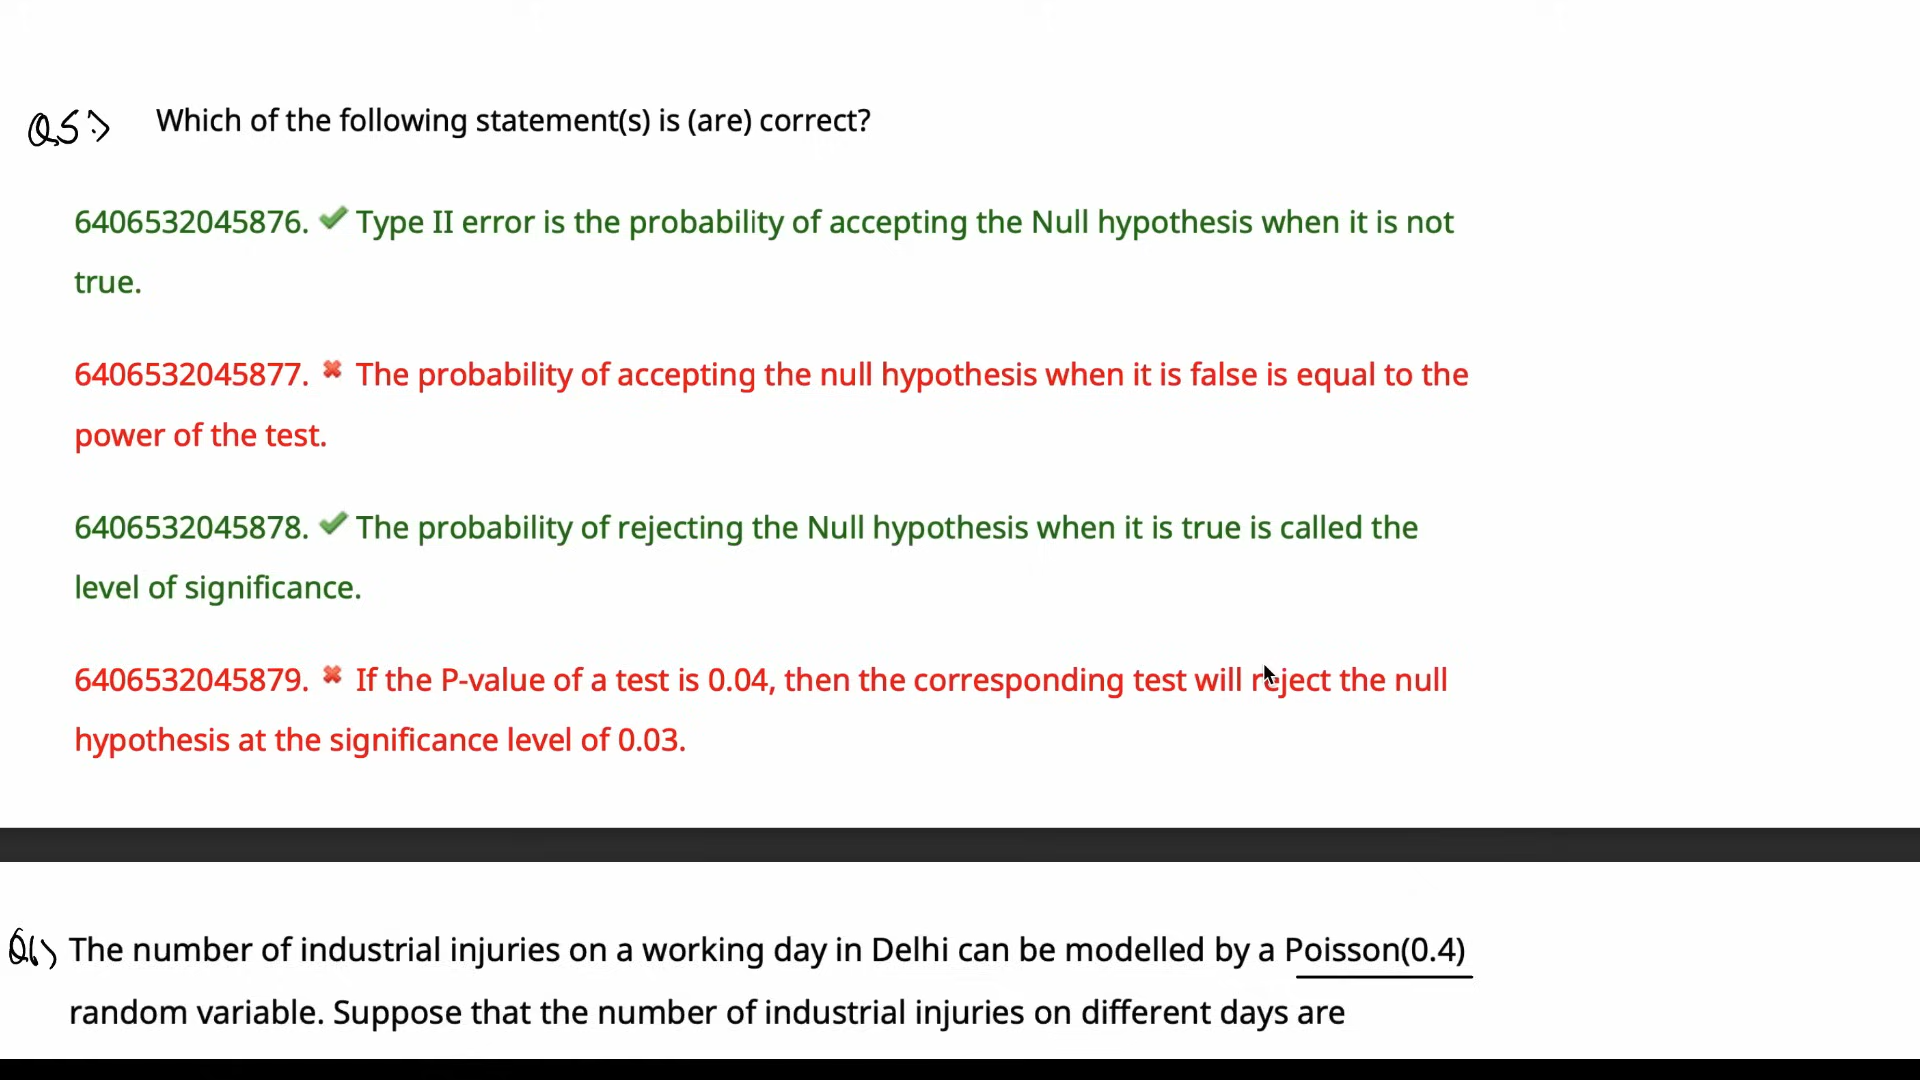 Q5:> Which of the following statement(s) is (are) correct?
6406532045876. ✔ Type II error is the probability of accepting the Null hypothesis when it is not
true.
6406532045877. ✖ The probability of accepting the null hypothesis when it is false is equal to the
power of the test.
6406532045878. ✔ The probability of rejecting the Null hypothesis when it is true is called the
level of significance.
6406532045879. ✖ If the P-value of a test is 0.04, then the corresponding test will reject the null
hypothesis at the significance level of 0.03.
Q6> The number of industrial injuries on a working day in Delhi can be modelled by a Poisson(0.4)
random variable. Suppose that the number of industrial injuries on different days are